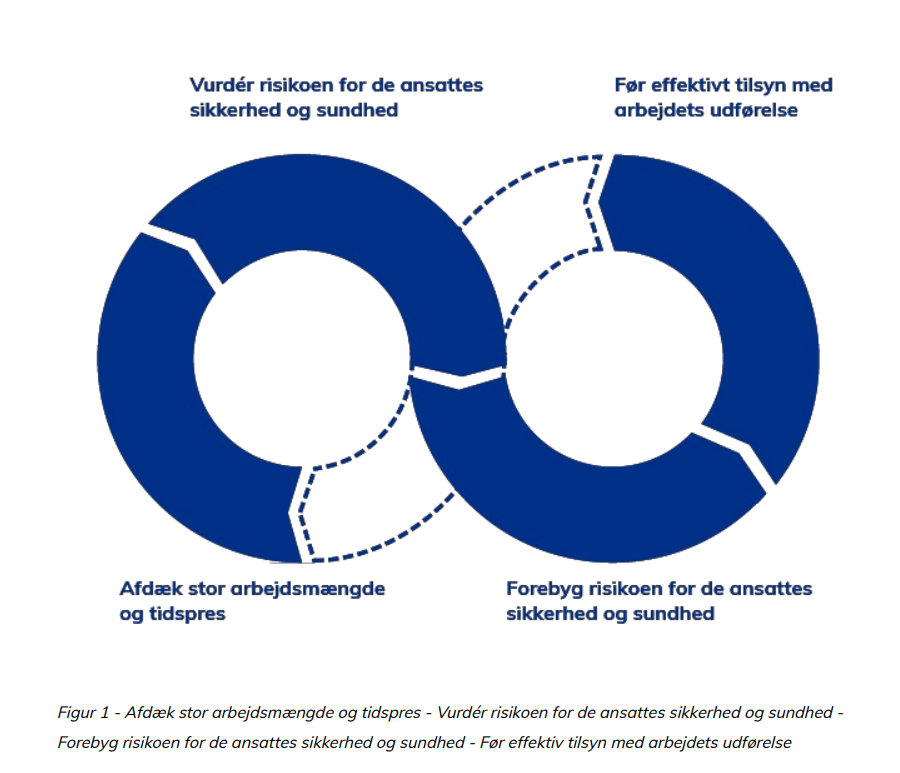 Vurdér risikoen for de ansattes
sikkerhed og sundhed
Før effektivt tilsyn med
arbejdets udførelse
Afdæk stor arbejdsmængde
og tidspres
Forebyg risikoen for de ansattes
sikkerhed og sundhed
Figur 1 - Afdæk stor arbejdsmængde og tidspres - Vurdér risikoen for de ansattes sikkerhed og sundhed -
Forebyg risikoen for de ansattes sikkerhed og sundhed - Før effektiv tilsyn med arbejdets udførelse